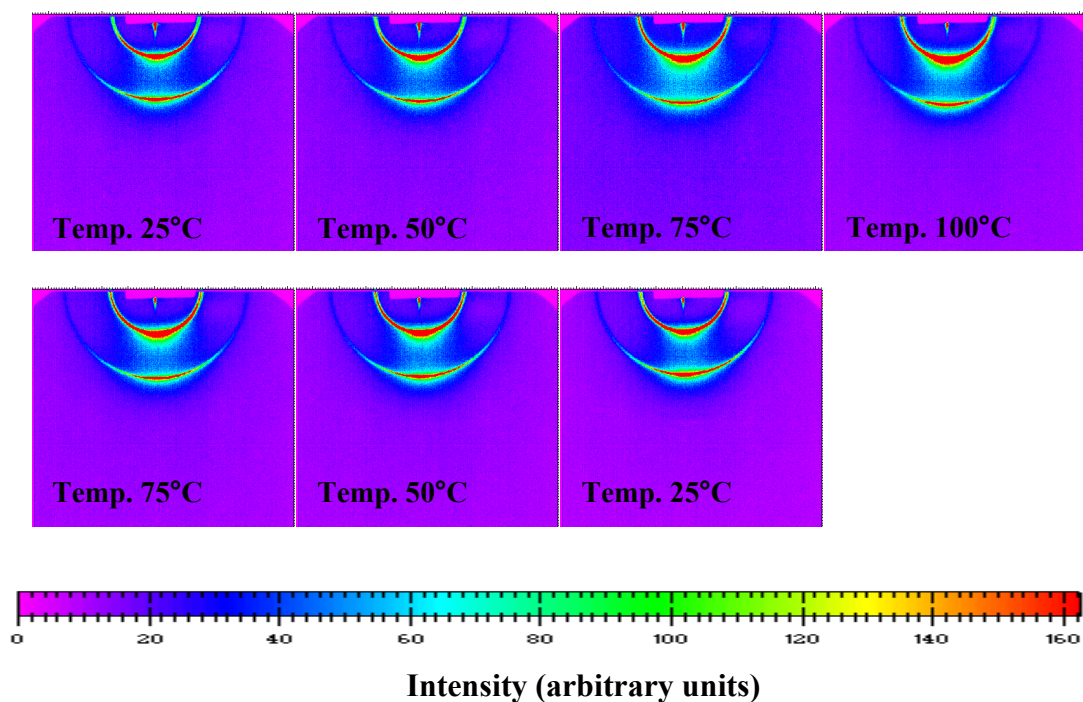 Temp. 25°C Temp. 50°C Temp. 75°C Temp. 100°C
Temp. 75°C Temp. 50°C Temp. 25°C
0 20 40 60 80 100 120 140 160
Intensity (arbitrary units)